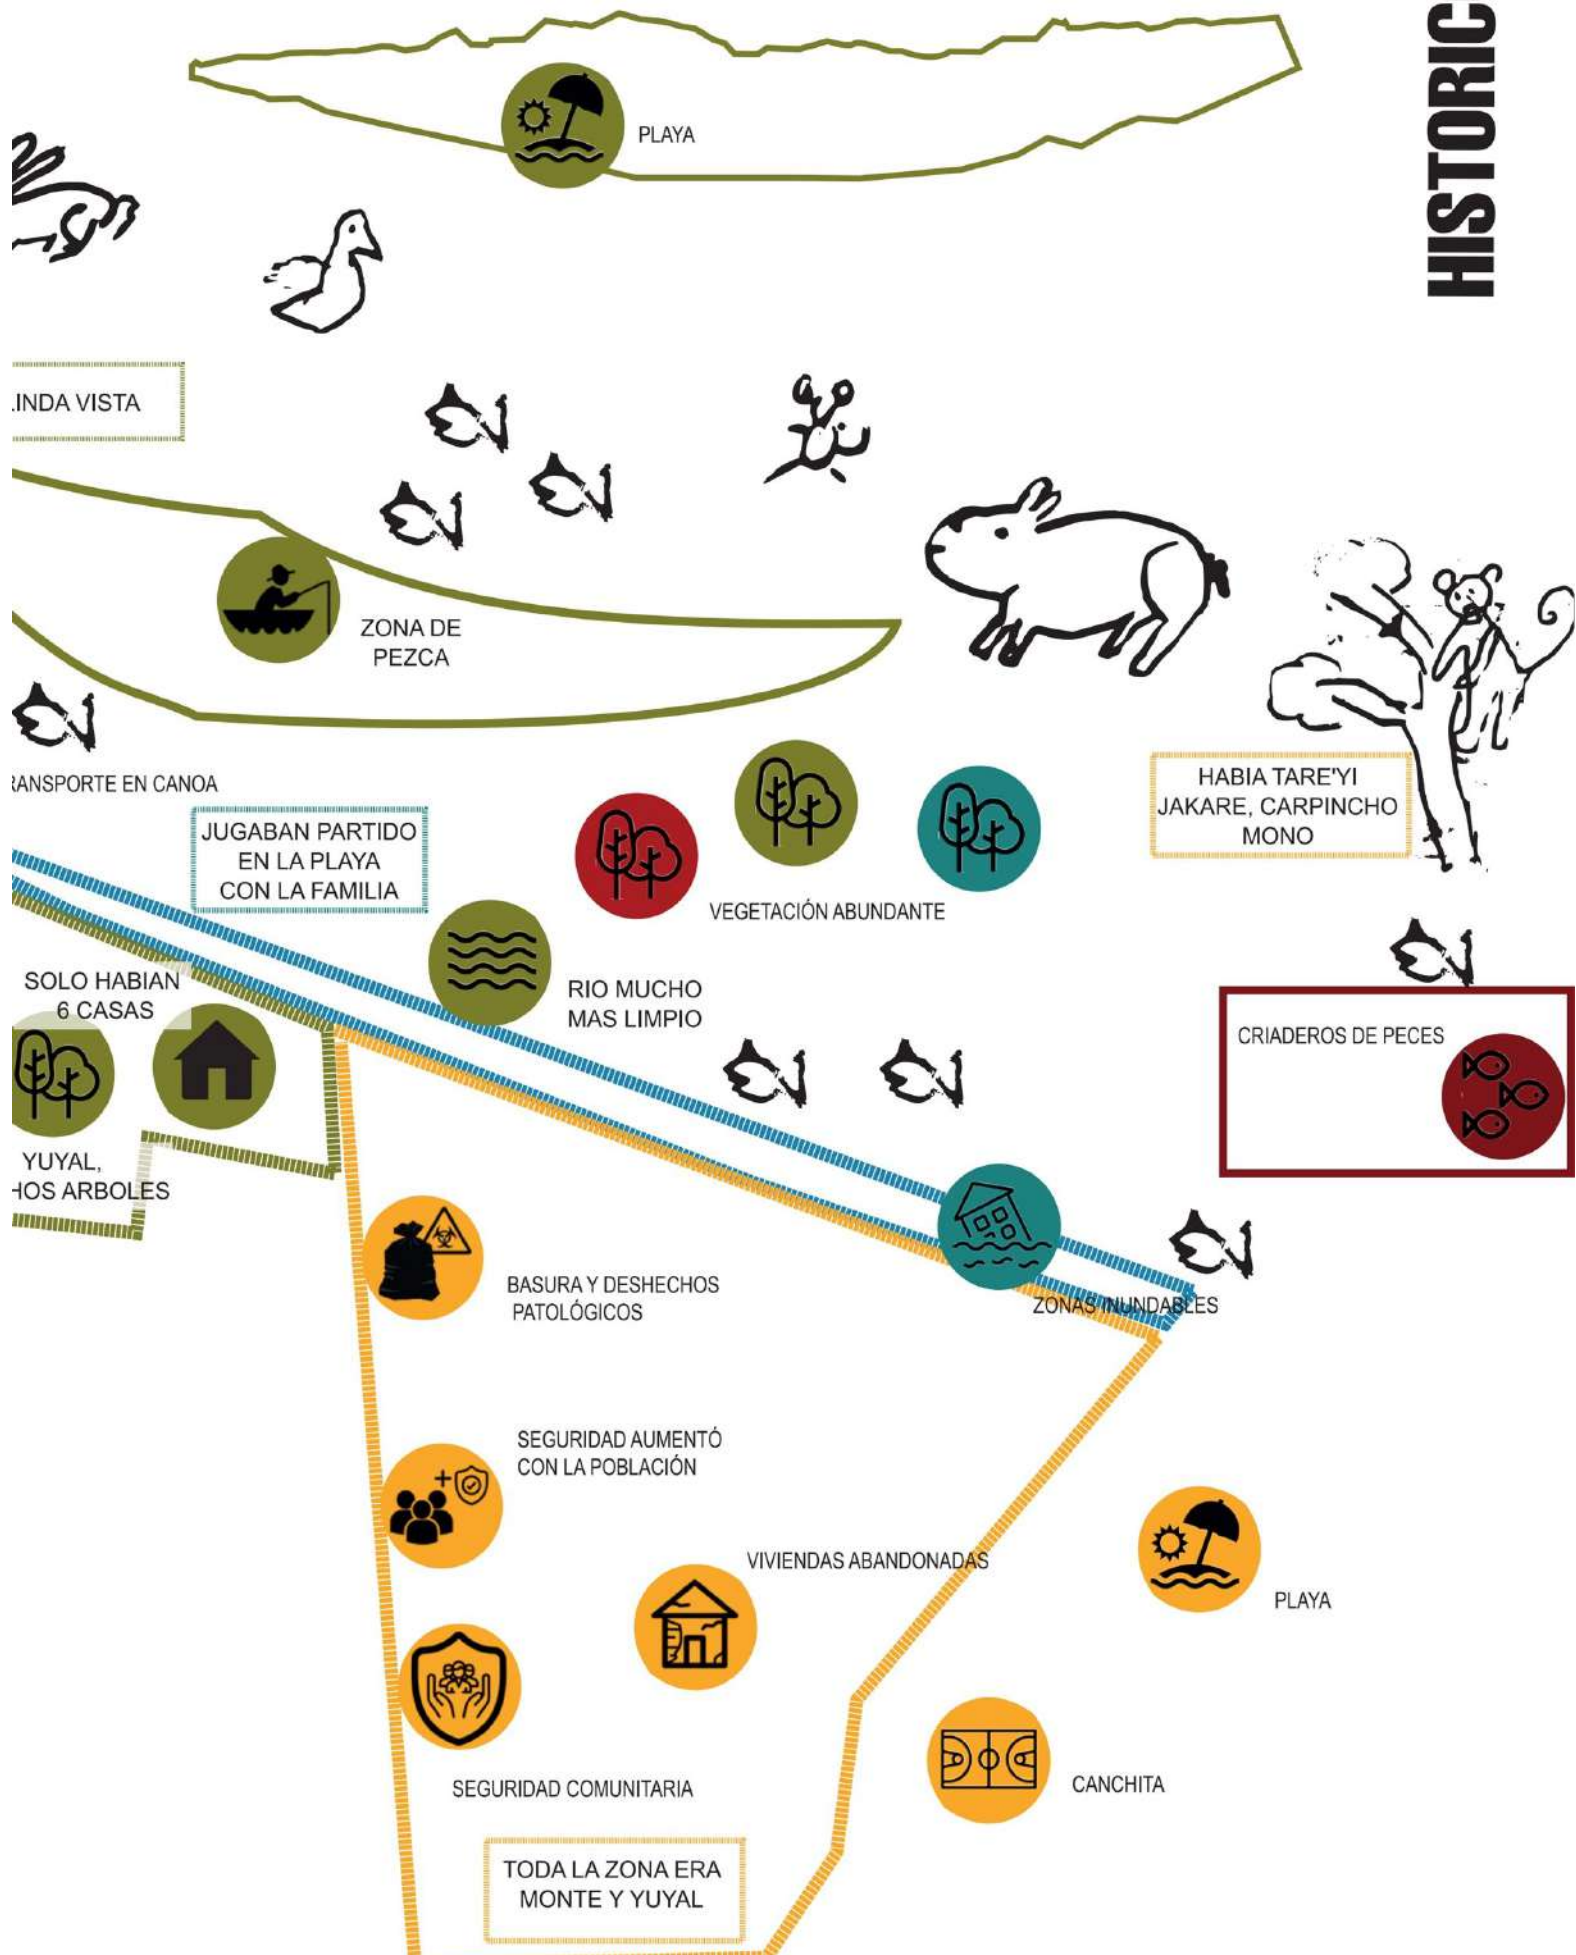 HISTORIC
PLAYA
LINDA VISTA
ZONA DE
PEZCA
RANSPORTE EN CANOA
JUGABAN PARTIDO
EN LA PLAYA
CON LA FAMILIA
HABIA TARE'YI
JAKARE, CARPINCHO
MONO
VEGETACIÓN ABUNDANTE
SOLO HABIAN
6 CASAS
RIO MUCHO
MAS LIMPIO
CRIADEROS DE PECES
YUYAL,
HOS ARBOLES
BASURA Y DESHECHOS
PATOLÓGICOS
ZONAS INUNDABLES
SEGURIDAD AUMENTÓ
CON LA POBLACIÓN
VIVIENDAS ABANDONADAS
PLAYA
SEGURIDAD COMUNITARIA
CANCHITA
TODA LA ZONA ERA
MONTE Y YUYAL